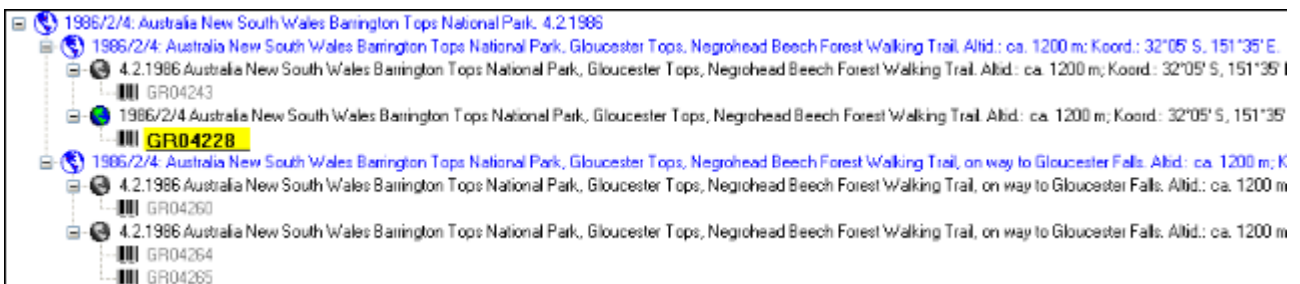 1986/2/4: Australia New South Wales Barrington Tops National Park. 4.2.1986
1986/2/4: Australia New South Wales Barrington Tops National Park, Gloucester Tops, Negrohead Beech Forest Walking Trail. Altid.: ca. 1200 m; Koord.: 32°05' S, 151°35' E.
4.2.1986 Australia New South Wales Barrington Tops National Park, Gloucester Tops, Negrohead Beech Forest Walking Trail. Altid.: ca. 1200 m; Koord.: 32°05' S, 151°35'
GR04243
1986/2/4 Australia New South Wales Barrington Tops National Park, Gloucester Tops, Negrohead Beech Forest Walking Trail. Altid.: ca. 1200 m; Koord.: 32°05' S, 151°35'
GR04228
1986/2/4: Australia New South Wales Barrington Tops National Park, Gloucester Tops, Negrohead Beech Forest Walking Trail, on way to Gloucester Falls. Altid.: ca. 1200 m; K
4.2.1986 Australia New South Wales Barrington Tops National Park, Gloucester Tops, Negrohead Beech Forest Walking Trail, on way to Gloucester Falls. Altid.: ca. 1200 m
GR04260
4.2.1986 Australia New South Wales Barrington Tops National Park, Gloucester Tops, Negrohead Beech Forest Walking Trail, on way to Gloucester Falls. Altid.: ca. 1200 m
GR04264
GR04265